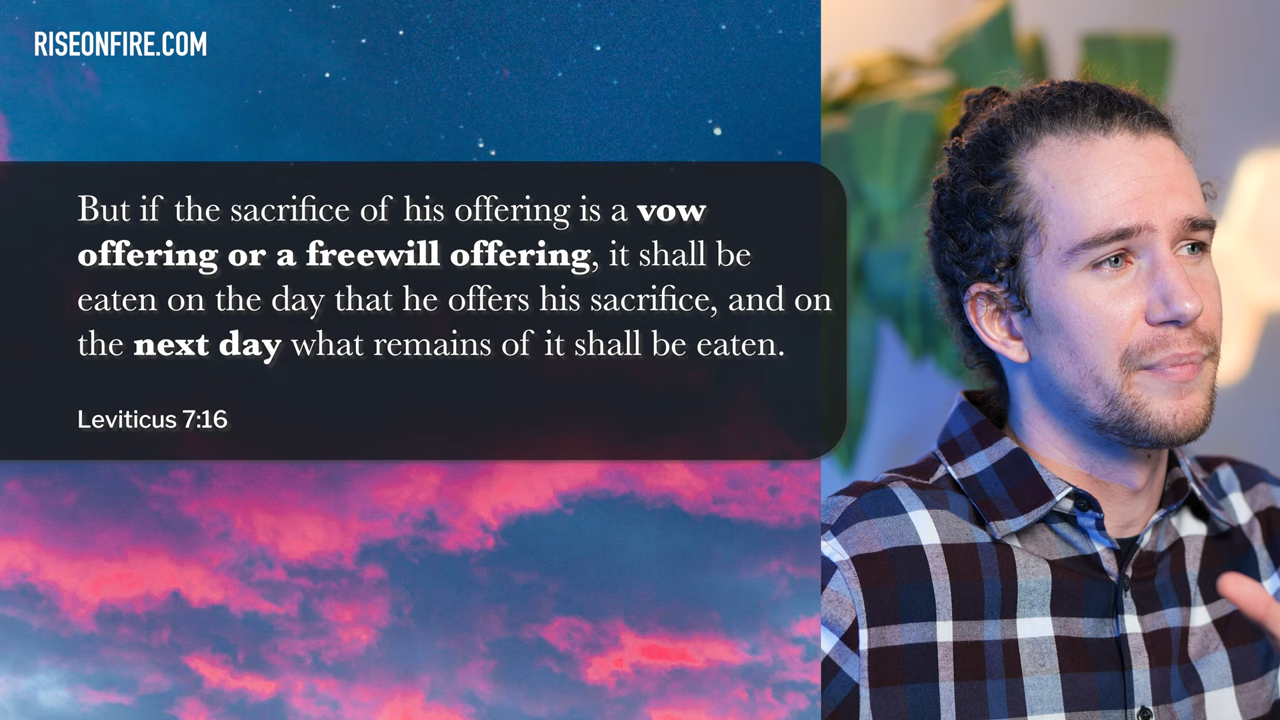 RISEONFIRE.COM
But if the sacrifice of his offering is a vow
offering or a freewill offering, it shall be
eaten on the day that he offers his sacrifice, and on
the next day what remains of it shall be eaten.
Leviticus 7:16